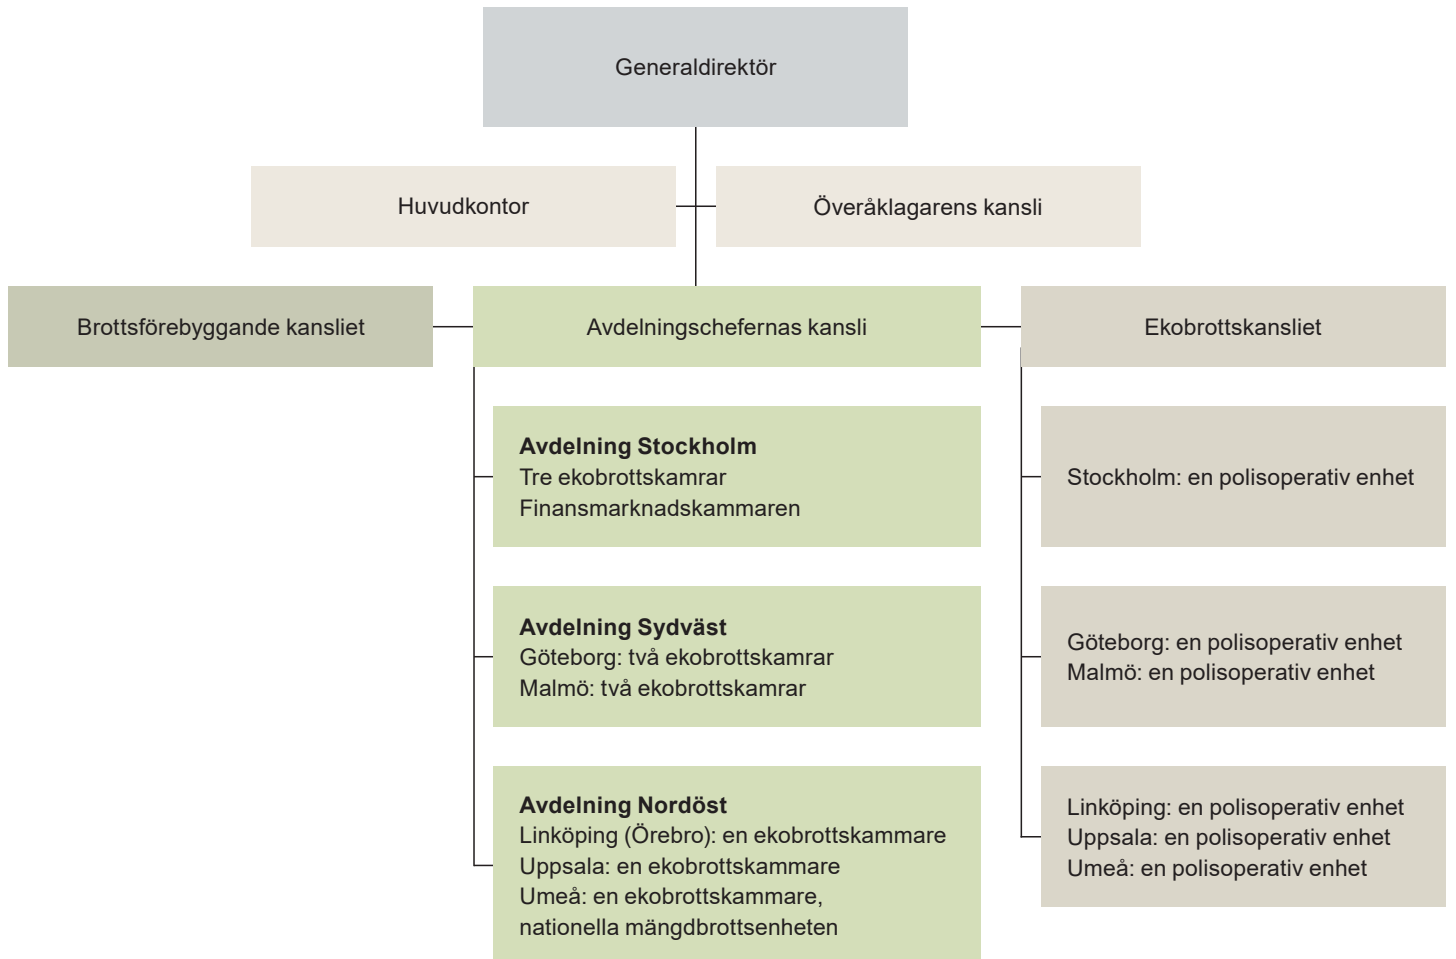 Generaldirektör
Huvudkontor
Överåklagarens kansli
Brottsförebyggande kansliet
Avdelningschefernas kansli
Ekobrottskansliet
Avdelning Stockholm
Tre ekobrottskamrar
Finansmarknadskammaren
Stockholm: en polisoperativ enhet
Avdelning Sydväst
Göteborg: två ekobrottskamrar
Malmö: två ekobrottskamrar
Göteborg: en polisoperativ enhet
Malmö: en polisoperativ enhet
Avdelning Nordöst
Linköping (Örebro): en ekobrottskammare
Uppsala: en ekobrottskammare
Umeå: en ekobrottskammare,
nationella mängdbrottsenheten
Linköping: en polisoperativ enhet
Uppsala: en polisoperativ enhet
Umeå: en polisoperativ enhet